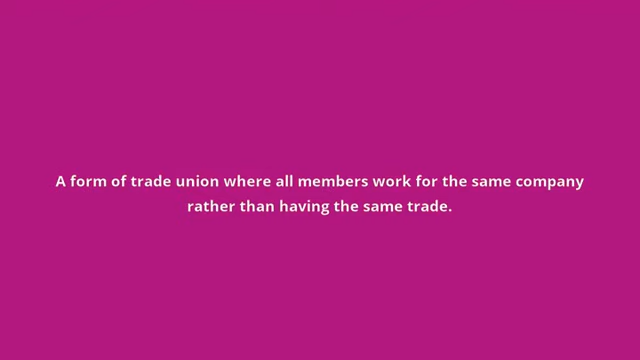 A form of trade union where all members work for the same company
rather than having the same trade.